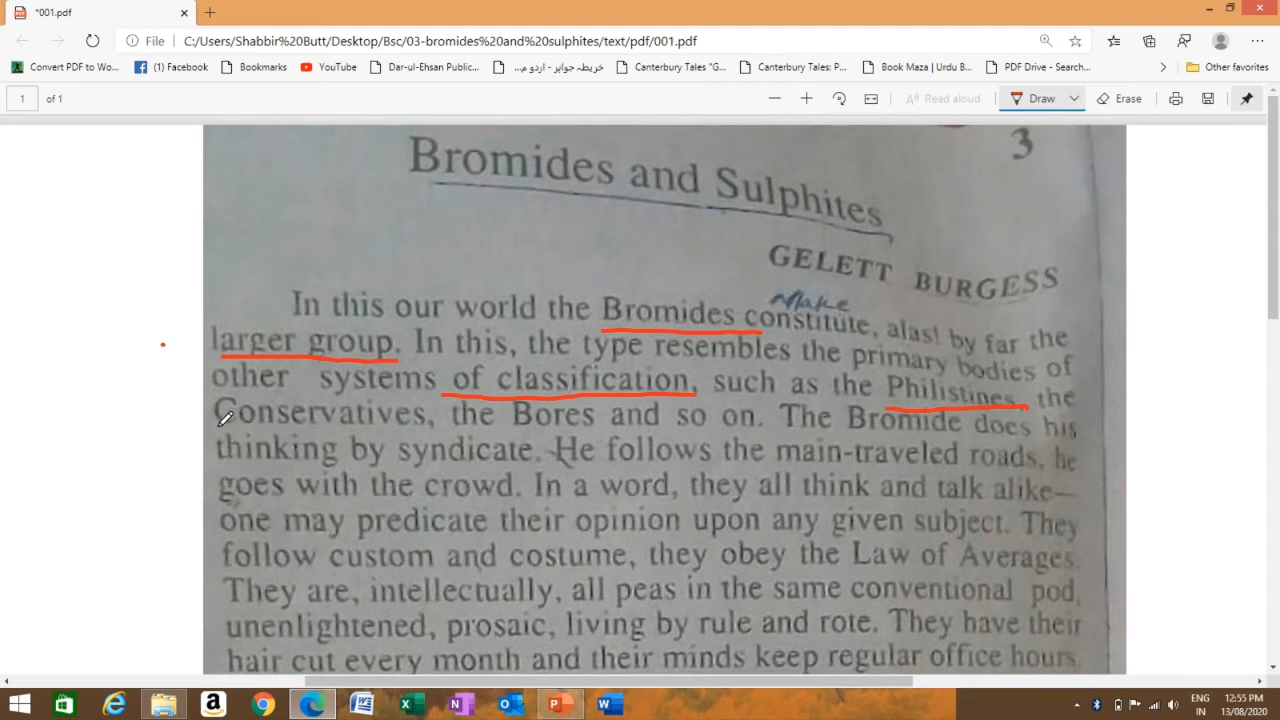 *001.pdf
File
C:/Users/Shabbir%20Butt/Desktop/Bsc/03-bromides%20and%20sulphites/text/pdf/001.pdf
Convert PDF to Wo...
(1) Facebook
Bookmarks
YouTube
Dar-ul-Ehsan Public...
خریطہ جواہر - اردو م...
Canterbury Tales "G...
Canterbury Tales: P...
Book Maza | Urdu B...
PDF Drive - Search...
Other favorites
1 of 1
Read aloud
Draw
Erase
3
Bromides and Sulphites
GELETT BURGESS
Make
In this our world the Bromides constitute, alas! by far the
larger group. In this, the type resembles the primary bodies of
other systems of classification, such as the Philistines, the
Conservatives, the Bores and so on. The Bromide does his
thinking by syndicate. He follows the main-traveled roads, he
goes with the crowd. In a word, they all think and talk alike—
one may predicate their opinion upon any given subject. They
follow custom and costume, they obey the Law of Averages.
They are, intellectually, all peas in the same conventional pod,
unenlightened, prosaic, living by rule and rote. They have their
hair cut every month and their minds keep regular office hours.
ENG
IN
12:55 PM
13/08/2020